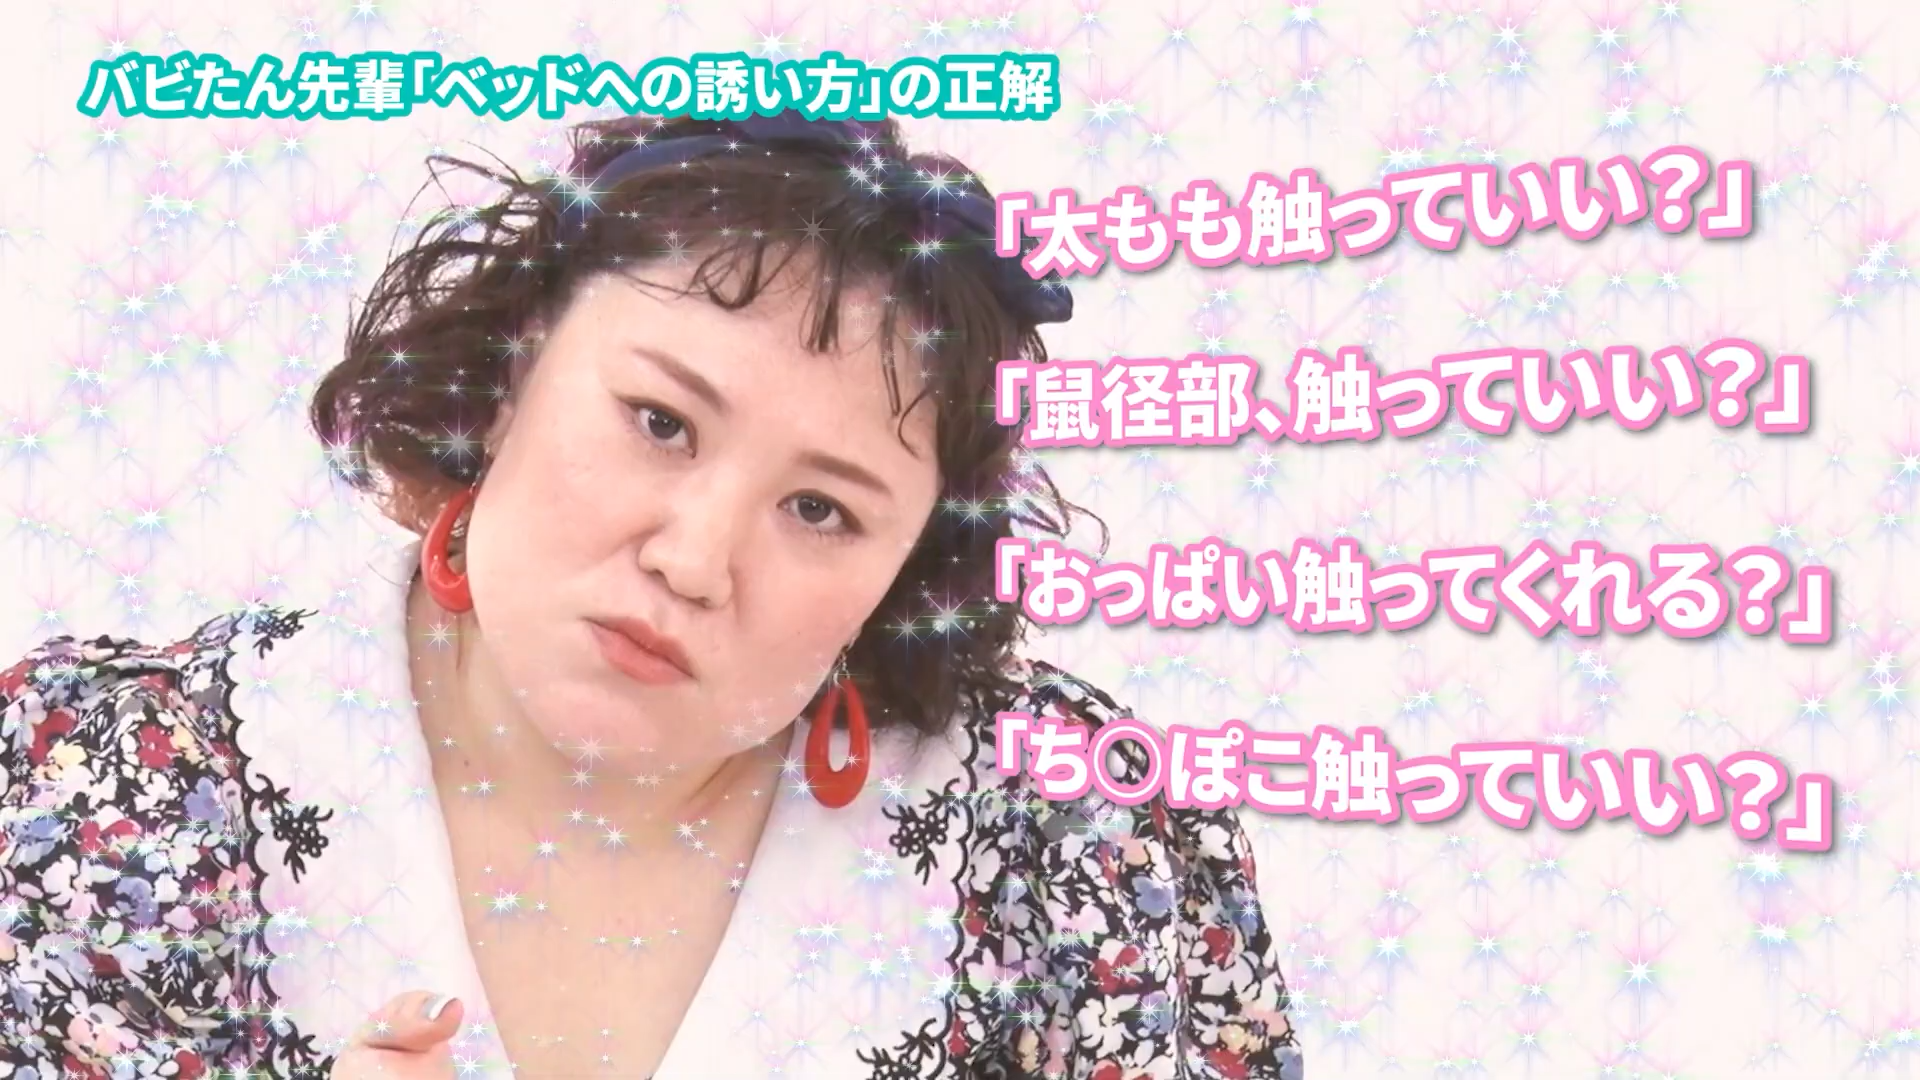 バビたん先輩「ベッドへの誘い方」の正解
「太もも触っていい？」
「鼠径部、触っていい？」
「おっぱい触ってくれる？」
「ち○ぽこ触っていい？」